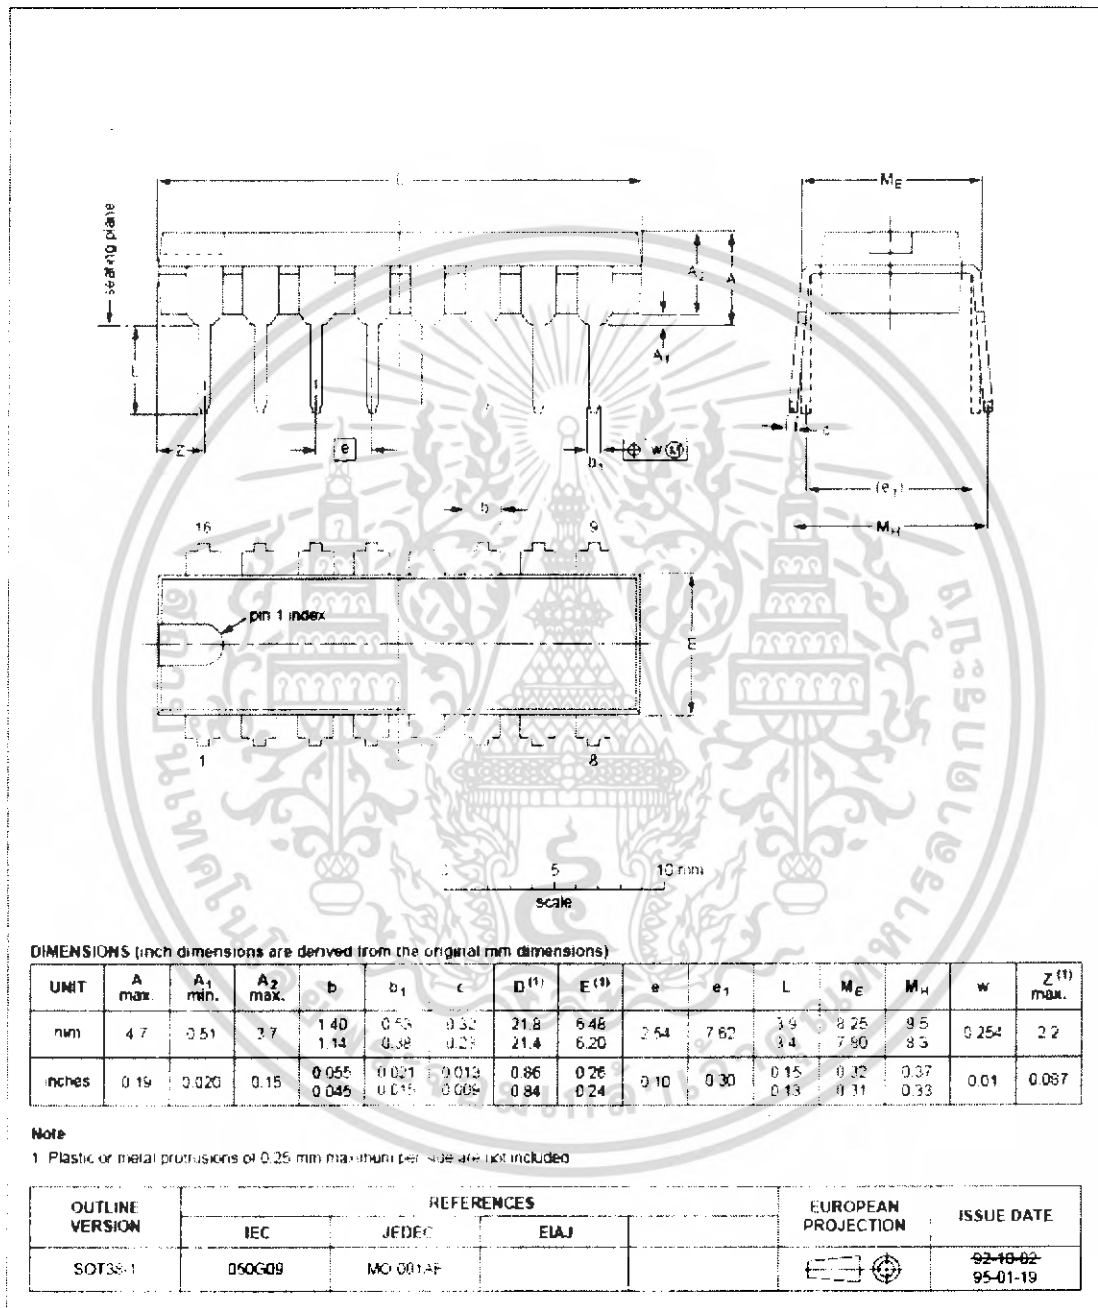 seating plane
D
M_E
A_2
A
A_1
L
Z
e
b_1
w M
c
(e_1)
M_H
b
16
9
pin 1 index
E
1
8
0 5 10 mm
scale
DIMENSIONS (inch dimensions are derived from the original mm dimensions)
UNIT A max. A_1 min. A_2 max. b b_1 c D(1) E(1) e e_1 L M_E M_H w Z(1) max.
mm 4.7 0.51 3.7 1.40 1.14 0.53 0.38 0.32 0.23 21.8 21.4 6.48 6.20 2.54 7.62 3.9 3.4 8.25 7.80 9.5 8.3 0.254 2.2
inches 0.19 0.020 0.15 0.055 0.045 0.021 0.015 0.013 0.009 0.86 0.84 0.26 0.24 0.10 0.30 0.15 0.13 0.32 0.31 0.37 0.33 0.01 0.087
Note
1 Plastic or metal protrusions of 0.25 mm maximum per side are not included
OUTLINE VERSION REFERENCES EUROPEAN PROJECTION ISSUE DATE
IEC JEDEC EIAJ
SOT38-1 050G09 MO-001AE 92-10-02
95-01-19